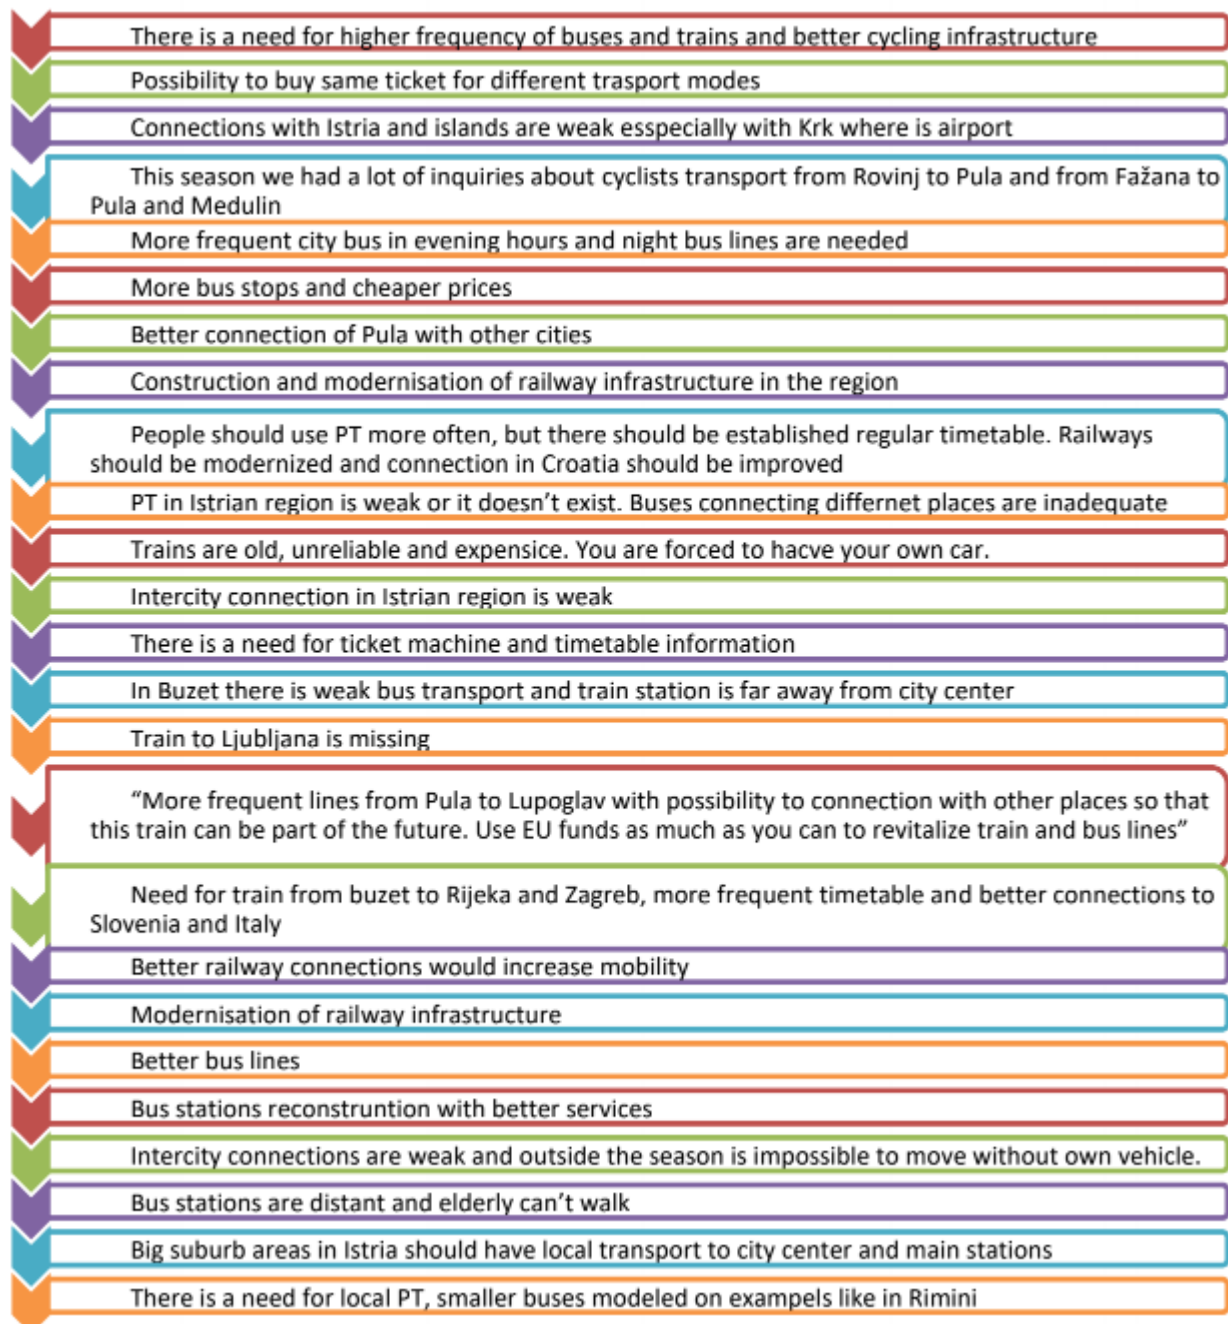 There is a need for higher frequency of buses and trains and better cycling infrastructure
Possibility to buy same ticket for different trasport modes
Connections with Istria and islands are weak esspecially with Krk where is airport
This season we had a lot of inquiries about cyclists transport from Rovinj to Pula and from Fažana to
Pula and Medulin
More frequent city bus in evening hours and night bus lines are needed
More bus stops and cheaper prices
Better connection of Pula with other cities
Construction and modernisation of railway infrastructure in the region
People should use PT more often, but there should be established regular timetable. Railways
should be modernized and connection in Croatia should be improved
PT in Istrian region is weak or it doesn’t exist. Buses connecting differnet places are inadequate
Trains are old, unreliable and expensice. You are forced to hacve your own car.
Intercity connection in Istrian region is weak
There is a need for ticket machine and timetable information
In Buzet there is weak bus transport and train station is far away from city center
Train to Ljubljana is missing
“More frequent lines from Pula to Lupoglav with possibility to connection with other places so that
this train can be part of the future. Use EU funds as much as you can to revitalize train and bus lines”
Need for train from buzet to Rijeka and Zagreb, more frequent timetable and better connections to
Slovenia and Italy
Better railway connections would increase mobility
Modernisation of railway infrastructure
Better bus lines
Bus stations reconstruntion with better services
Intercity connections are weak and outside the season is impossible to move without own vehicle.
Bus stations are distant and elderly can’t walk
Big suburb areas in Istria should have local transport to city center and main stations
There is a need for local PT, smaller buses modeled on exampels like in Rimini